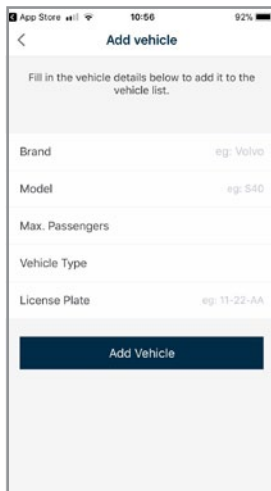 App Store 10:56 92%
Add vehicle
Fill in the vehicle details below to add it to the
vehicle list.
Brand eg: Volvo
Model eg: S40
Max. Passengers
Vehicle Type
License Plate eg: 11-22-AA
Add Vehicle